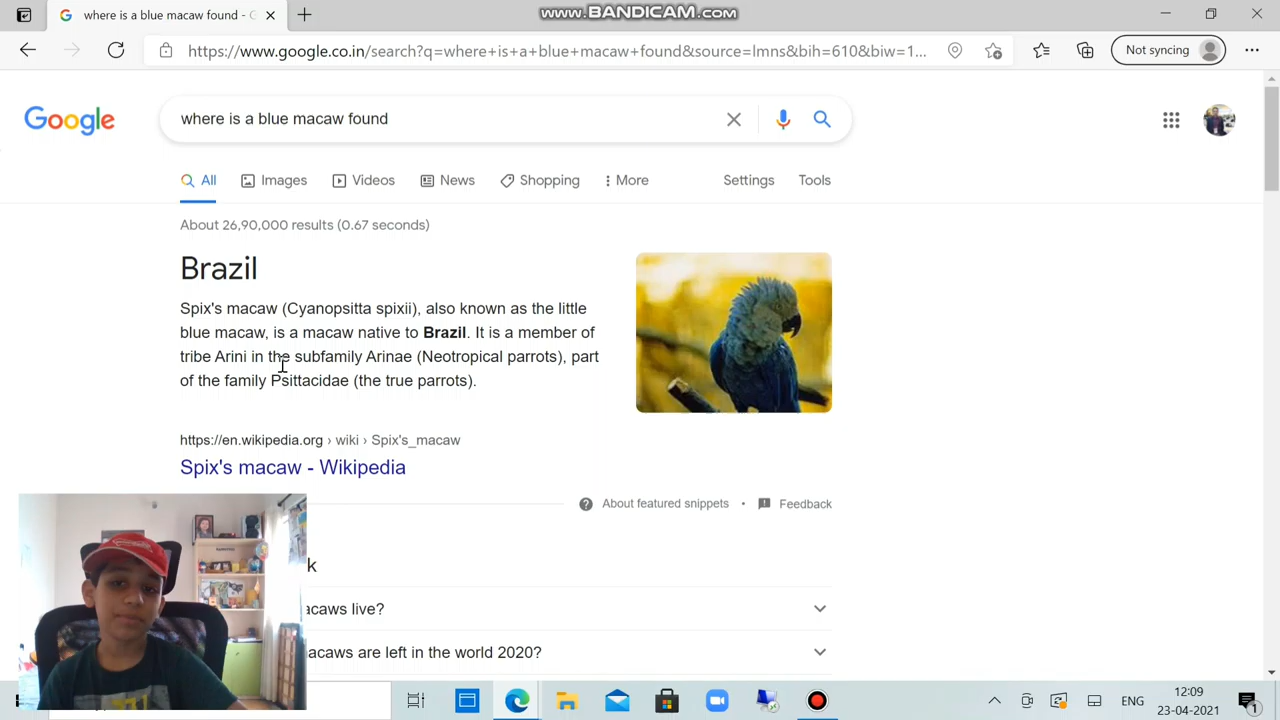 where is a blue macaw found - G
www.BANDICAM.com
https://www.google.co.in/search?q=where+is+a+blue+macaw+found&source=lmns&bih=610&biw=1...
Not syncing
Google
where is a blue macaw found
All
Images
Videos
News
Shopping
More
Settings
Tools
About 26,90,000 results (0.67 seconds)
Brazil
Spix's macaw (Cyanopsitta spixii), also known as the little
blue macaw, is a macaw native to Brazil. It is a member of
tribe Arini in the subfamily Arinae (Neotropical parrots), part
of the family Psittacidae (the true parrots).
https://en.wikipedia.org › wiki › Spix's_macaw
Spix's macaw - Wikipedia
About featured snippets
•
Feedback
k
acaws live?
acaws are left in the world 2020?
ENG
12:09
23-04-2021
1